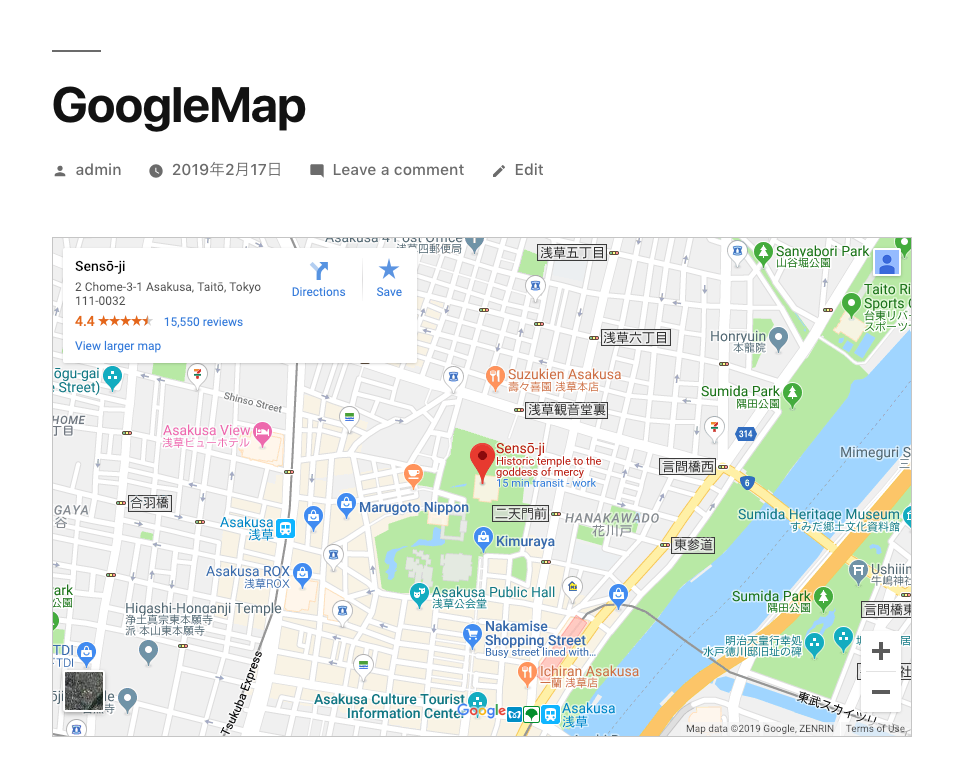 GoogleMap
admin
2019年2月17日
Leave a comment
Edit
Sensō-ji
2 Chome-3-1 Asakusa, Taitō, Tokyo
111-0032
4.4
15,550 reviews
View larger map
Directions
Save
浅草四郵便局
浅草五丁目
Sanyabori Park
山谷堀公園
Taito Ri
Sports C
台東リバ
スポーツ
浅草六丁目
Honryuin
本龍院
ōgu-gai
Street)
Suzukien Asakusa
壽々喜園 浅草本店
Sumida Park
隅田公園
Shinso Street
浅草観音堂裏
HOME
丁目
Asakusa View
浅草ビューホテル
314
Sensō-ji
Historic temple to the
goddess of mercy
15 min transit - work
言問橋西
Mimeguri S
三
6
合羽橋
GAYA
谷
Marugoto Nippon
二天門前
HANAKAWADO
花川戸
Sumida Heritage Museum
すみだ郷土文化資料館
Asakusa
浅草
Kimuraya
東参道
Asakusa ROX
浅草ROX
Ushijin
牛嶋神社
ark
公園
Asakusa Public Hall
浅草公会堂
Sumida Park
隅田公園
言問橋東
Higashi-Honganji Temple
浄土真宗東本願寺
派 本山東本願寺
Nakamise
Shopping Street
Busy street lined with…
明治天皇行幸処
水戸徳川邸旧址の碑
居
TDI
TDI
Tsukuba Express
Ichiran Asakusa
一蘭 浅草店
Asakusa Culture Tourist
Information Center
Google
Asakusa
浅草
東武スカイツリ
Map data ©2019 Google, ZENRIN
Terms of Use